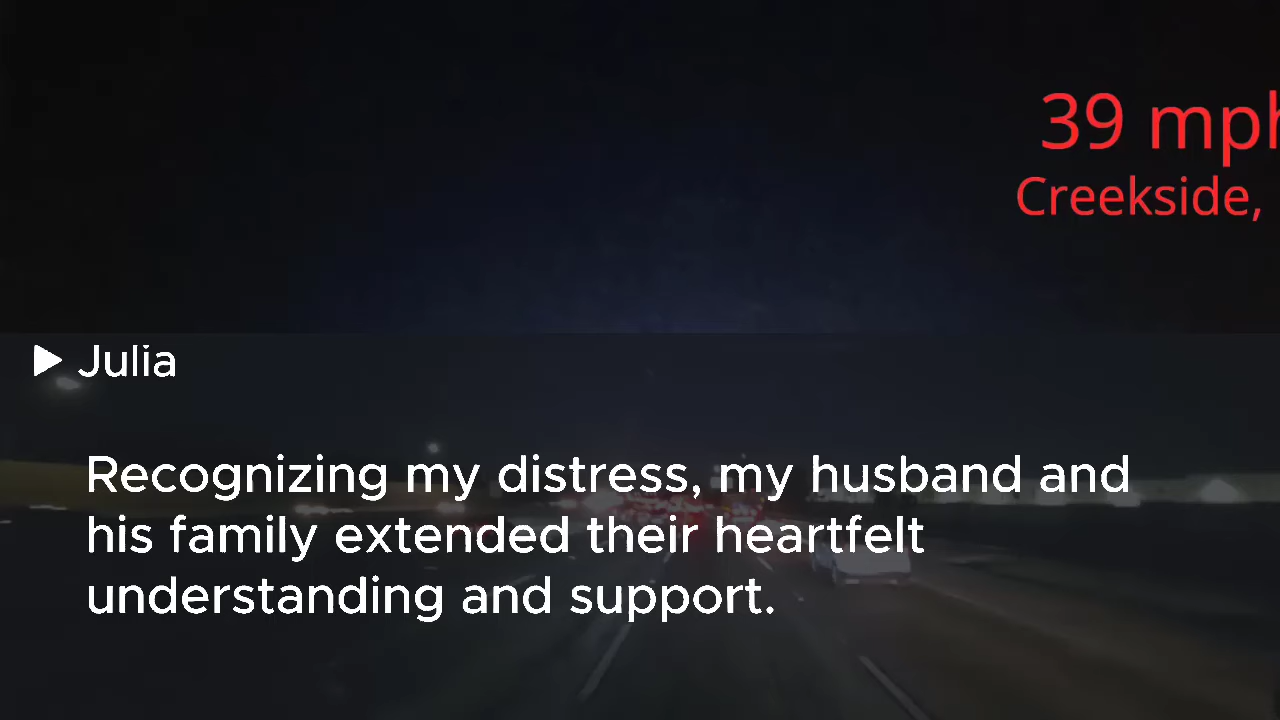 39 mph
Creekside,
Julia
Recognizing my distress, my husband and
his family extended their heartfelt
understanding and support.